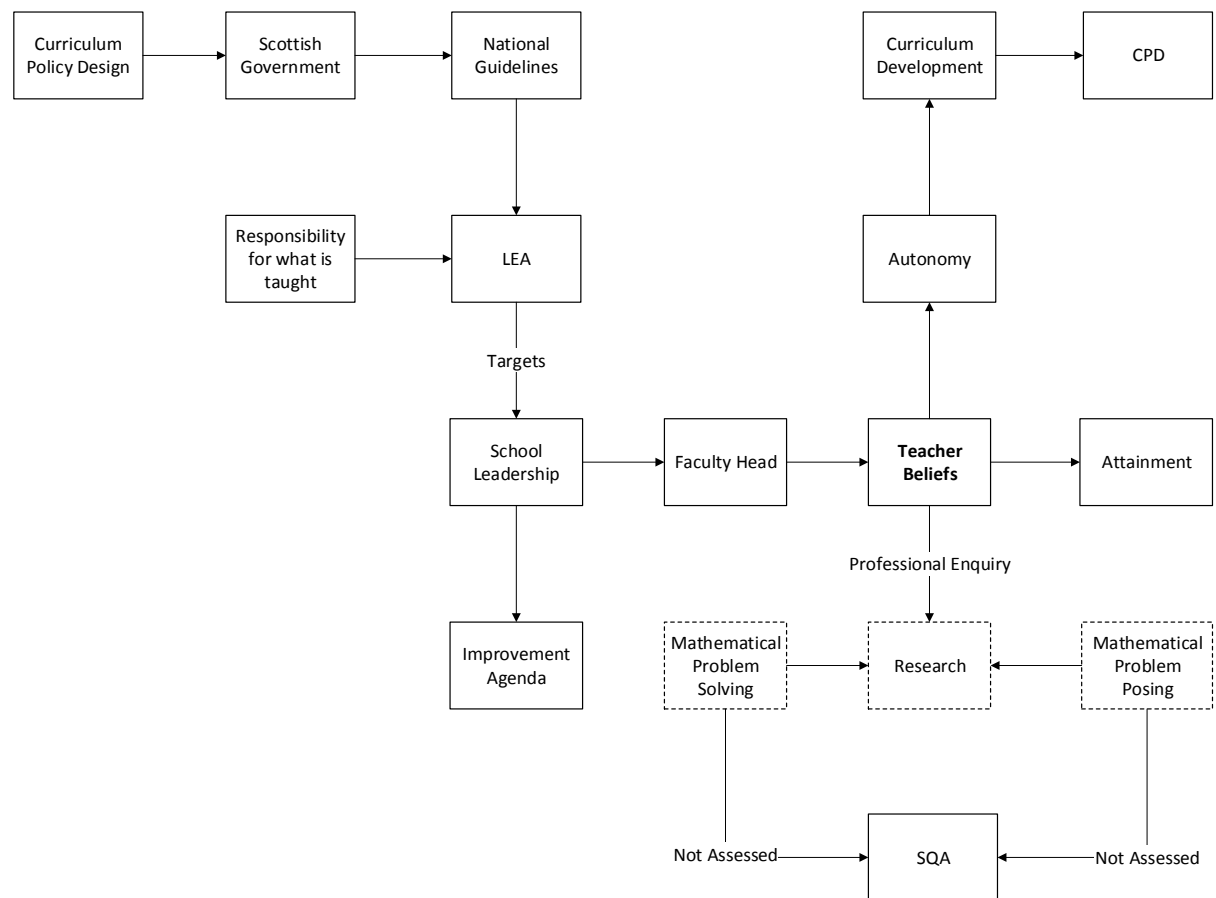 Curriculum
Policy Design
Scottish
Government
National
Guidelines
Curriculum
Development
CPD
Responsibility
for what is
taught
LEA
Autonomy
Targets
School
Leadership
Faculty Head
Teacher
Beliefs
Attainment
Professional Enquiry
Improvement
Agenda
Mathematical
Problem
Solving
Research
Mathematical
Problem
Posing
Not Assessed
SQA
Not Assessed